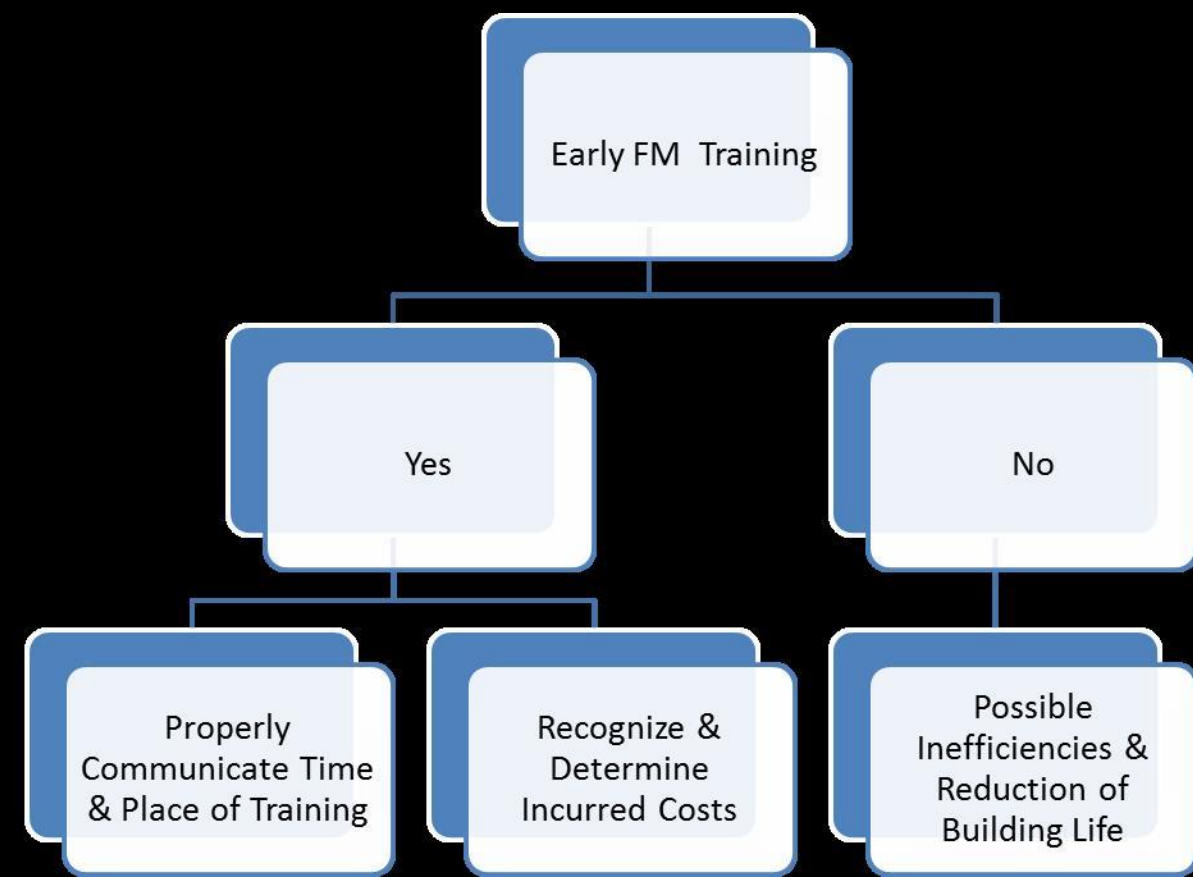 Early FM  Training
Yes
No
Properly
Communicate Time
& Place of Training
Recognize &
Determine
Incurred Costs
Possible
Inefficiencies &
Reduction of
Building Life